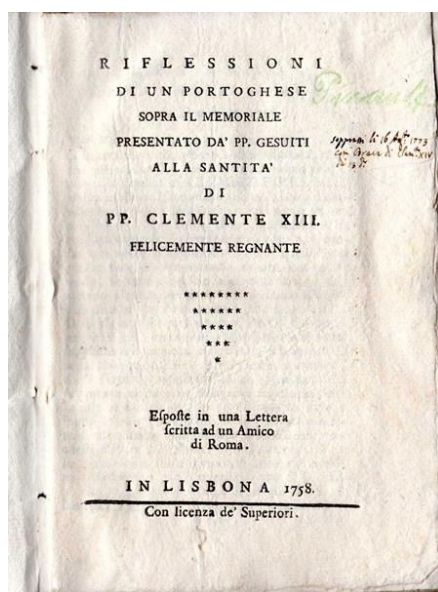 RIFLESSIONI
DI UN PORTOGHESE
SOPRA IL MEMORIALE
PRESENTATO DA' PP. GESUITI
ALLA SANTITA'
DI
PP. CLEMENTE XIII.
FELICEMENTE REGNANTE
********
******
****
***
*
Eſpoſte in una Lettera
ſcritta ad un Amico
di Roma.
IN LISBONA 1758.
Con licenza de' Superiori.